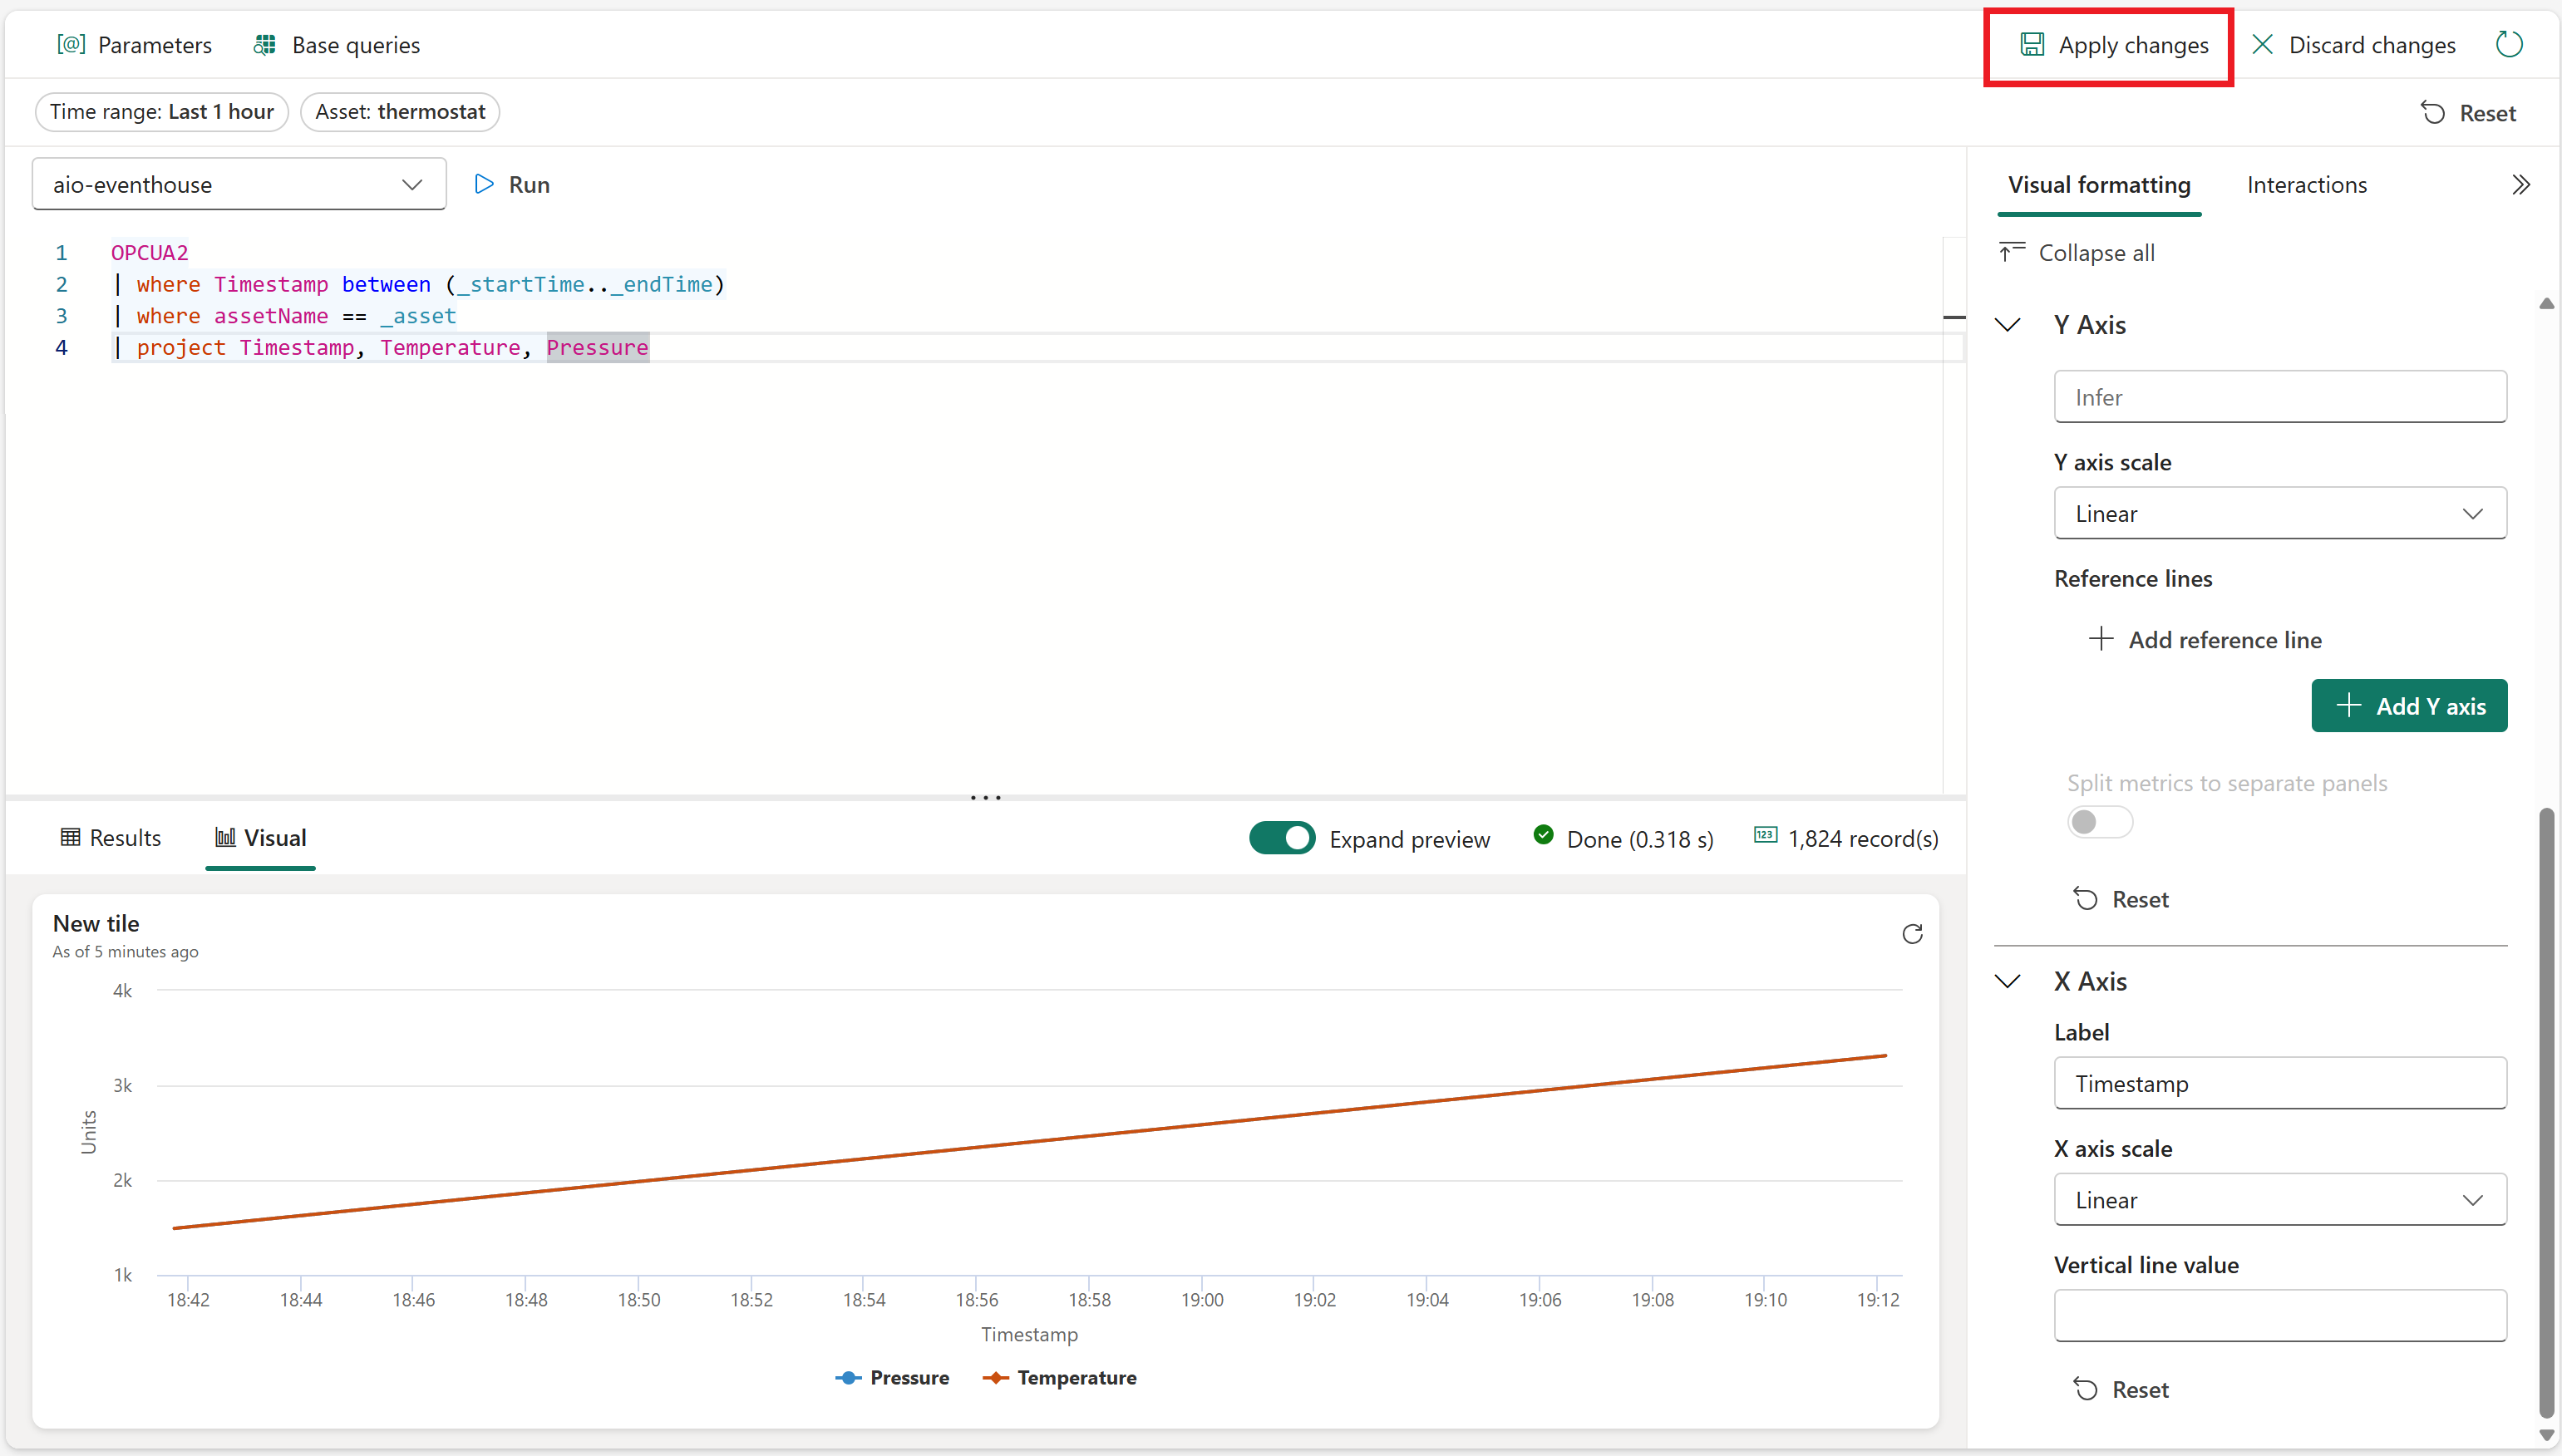 [@] Parameters Base queries Apply changes Discard changes
Time range: Last 1 hour Asset: thermostat Reset
aio-eventhouse Run
1 OPCUA2
2 | where Timestamp between (_startTime.._endTime)
3 | where assetName == _asset
4 | project Timestamp, Temperature, Pressure
Visual formatting Interactions
Collapse all
Y Axis
Infer
Y axis scale
Linear
Reference lines
Add reference line
Add Y axis
Split metrics to separate panels
Reset
X Axis
Label
Timestamp
X axis scale
Linear
Vertical line value
Reset
Results Visual Expand preview Done (0.318 s) 123 1,824 record(s)
New tile
As of 5 minutes ago
4k
3k
2k
1k
Units
18:42 18:44 18:46 18:48 18:50 18:52 18:54 18:56 18:58 19:00 19:02 19:04 19:06 19:08 19:10 19:12
Timestamp
Pressure Temperature